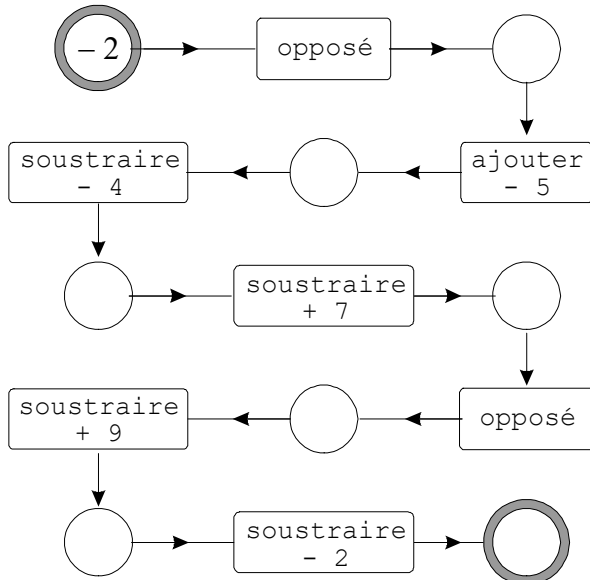 – 2
opposé
soustraire
- 4
ajouter
- 5
soustraire
+ 7
soustraire
+ 9
opposé
soustraire
- 2